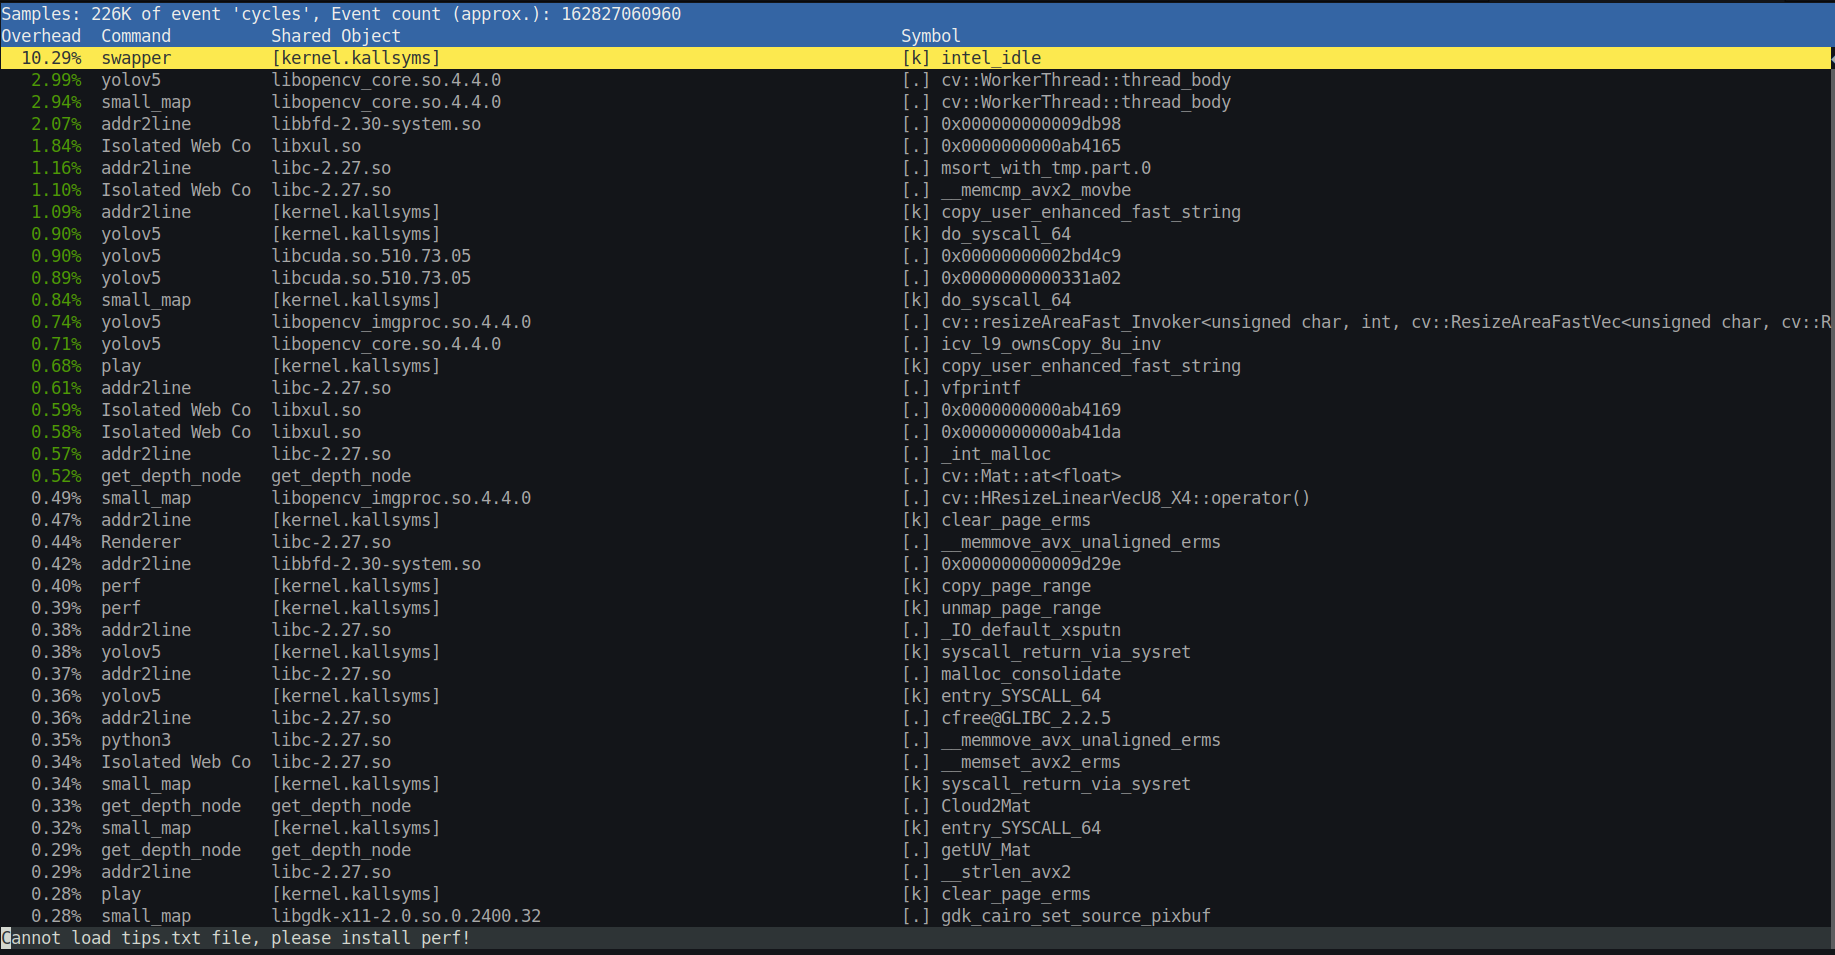 Samples: 226K of event 'cycles', Event count (approx.): 162827060960
Overhead  Command          Shared Object                                                  Symbol
  10.29%  swapper          [kernel.kallsyms]                                              [k] intel_idle
   2.99%  yolov5           libopencv_core.so.4.4.0                                        [.] cv::WorkerThread::thread_body
   2.94%  small_map        libopencv_core.so.4.4.0                                        [.] cv::WorkerThread::thread_body
   2.07%  addr2line        libbfd-2.30-system.so                                          [.] 0x000000000009db98
   1.84%  Isolated Web Co  libxul.so                                                      [.] 0x0000000000ab4165
   1.16%  addr2line        libc-2.27.so                                                   [.] msort_with_tmp.part.0
   1.10%  Isolated Web Co  libc-2.27.so                                                   [.] __memcmp_avx2_movbe
   1.09%  addr2line        [kernel.kallsyms]                                              [k] copy_user_enhanced_fast_string
   0.90%  yolov5           [kernel.kallsyms]                                              [k] do_syscall_64
   0.90%  yolov5           libcuda.so.510.73.05                                           [.] 0x00000000002bd4c9
   0.89%  yolov5           libcuda.so.510.73.05                                           [.] 0x0000000000331a02
   0.84%  small_map        [kernel.kallsyms]                                              [k] do_syscall_64
   0.74%  yolov5           libopencv_imgproc.so.4.4.0                                     [.] cv::resizeAreaFast_Invoker<unsigned char, int, cv::ResizeAreaFastVec<unsigned char, cv::R
   0.71%  yolov5           libopencv_core.so.4.4.0                                        [.] icv_l9_ownsCopy_8u_inv
   0.68%  play             [kernel.kallsyms]                                              [k] copy_user_enhanced_fast_string
   0.61%  addr2line        libc-2.27.so                                                   [.] vfprintf
   0.59%  Isolated Web Co  libxul.so                                                      [.] 0x0000000000ab4169
   0.58%  Isolated Web Co  libxul.so                                                      [.] 0x0000000000ab41da
   0.57%  addr2line        libc-2.27.so                                                   [.] _int_malloc
   0.52%  get_depth_node   get_depth_node                                                 [.] cv::Mat::at<float>
   0.49%  small_map        libopencv_imgproc.so.4.4.0                                     [.] cv::HResizeLinearVecU8_X4::operator()
   0.47%  addr2line        [kernel.kallsyms]                                              [k] clear_page_erms
   0.44%  Renderer         libc-2.27.so                                                   [.] __memmove_avx_unaligned_erms
   0.42%  addr2line        libbfd-2.30-system.so                                          [.] 0x000000000009d29e
   0.40%  perf             [kernel.kallsyms]                                              [k] copy_page_range
   0.39%  perf             [kernel.kallsyms]                                              [k] unmap_page_range
   0.38%  addr2line        libc-2.27.so                                                   [.] _IO_default_xsputn
   0.38%  yolov5           [kernel.kallsyms]                                              [k] syscall_return_via_sysret
   0.37%  addr2line        libc-2.27.so                                                   [.] malloc_consolidate
   0.36%  yolov5           [kernel.kallsyms]                                              [k] entry_SYSCALL_64
   0.36%  addr2line        libc-2.27.so                                                   [.] cfree@GLIBC_2.2.5
   0.35%  python3          libc-2.27.so                                                   [.] __memmove_avx_unaligned_erms
   0.34%  Isolated Web Co  libc-2.27.so                                                   [.] __memset_avx2_erms
   0.34%  small_map        [kernel.kallsyms]                                              [k] syscall_return_via_sysret
   0.33%  get_depth_node   get_depth_node                                                 [.] Cloud2Mat
   0.32%  small_map        [kernel.kallsyms]                                              [k] entry_SYSCALL_64
   0.29%  get_depth_node   get_depth_node                                                 [.] getUV_Mat
   0.29%  addr2line        libc-2.27.so                                                   [.] __strlen_avx2
   0.28%  play             [kernel.kallsyms]                                              [k] clear_page_erms
   0.28%  small_map        libgdk-x11-2.0.so.0.2400.32                                    [.] gdk_cairo_set_source_pixbuf
Cannot load tips.txt file, please install perf!